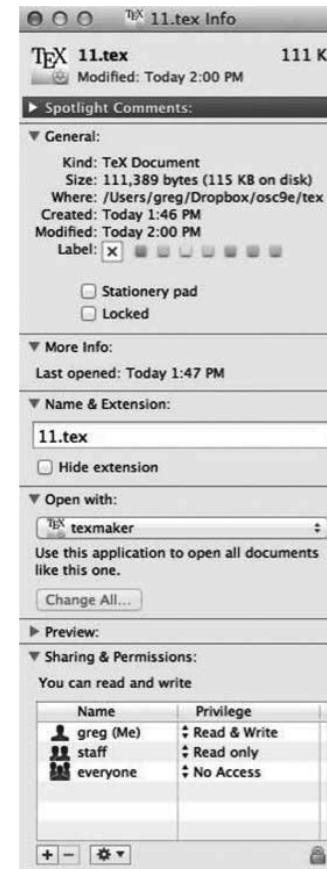 TEX 11.tex Info
TEX 11.tex 111 K
Modified: Today 2:00 PM
Spotlight Comments:
General:
Kind: TeX Document
Size: 111,389 bytes (115 KB on disk)
Where: /Users/greg/Dropbox/osc9e/tex
Created: Today 1:46 PM
Modified: Today 2:00 PM
Label:
Stationery pad
Locked
More Info:
Last opened: Today 1:47 PM
Name & Extension:
11.tex
Hide extension
Open with:
TEX texmaker
Use this application to open all documents
like this one.
Change All...
Preview:
Sharing & Permissions:
You can read and write
Name Privilege
greg (Me) Read & Write
staff Read only
everyone No Access